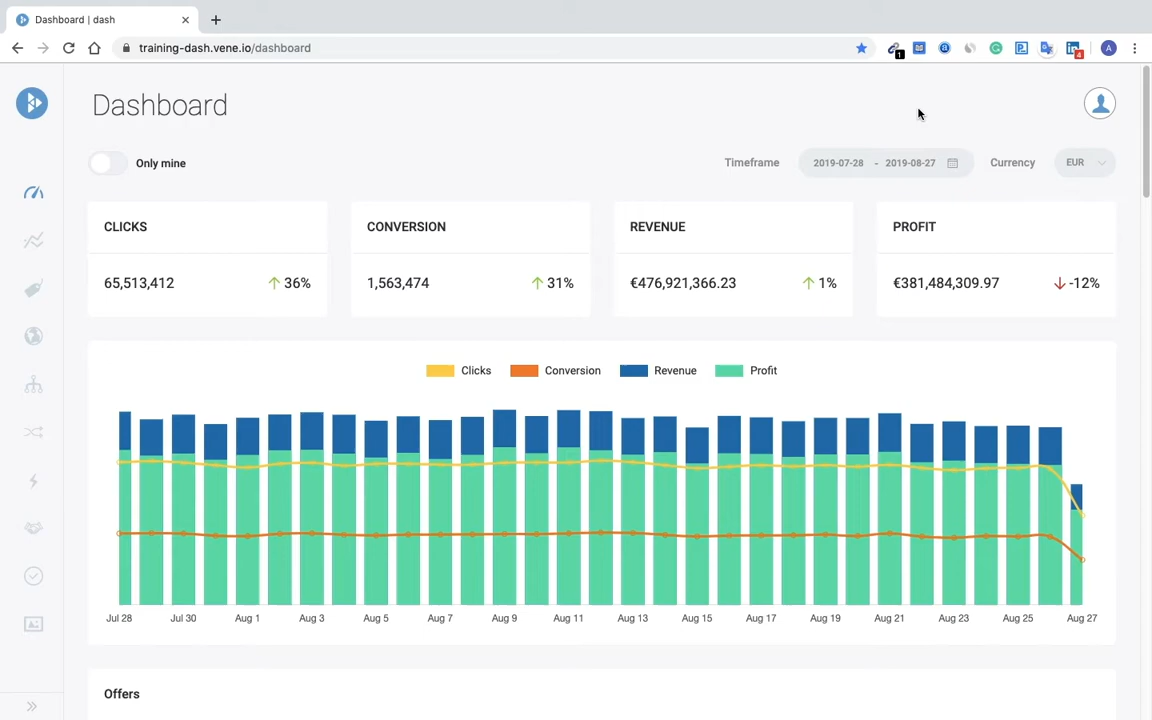 Dashboard | dash
training-dash.vene.io/dashboard
1
4
A
Dashboard
Only mine
Timeframe
2019-07-28 - 2019-08-27
Currency
EUR
CLICKS
65,513,412
36%
CONVERSION
1,563,474
31%
REVENUE
€476,921,366.23
1%
PROFIT
€381,484,309.97
-12%
Clicks
Conversion
Revenue
Profit
Jul 28 Jul 30 Aug 1 Aug 3 Aug 5 Aug 7 Aug 9 Aug 11 Aug 13 Aug 15 Aug 17 Aug 19 Aug 21 Aug 23 Aug 25 Aug 27
Offers